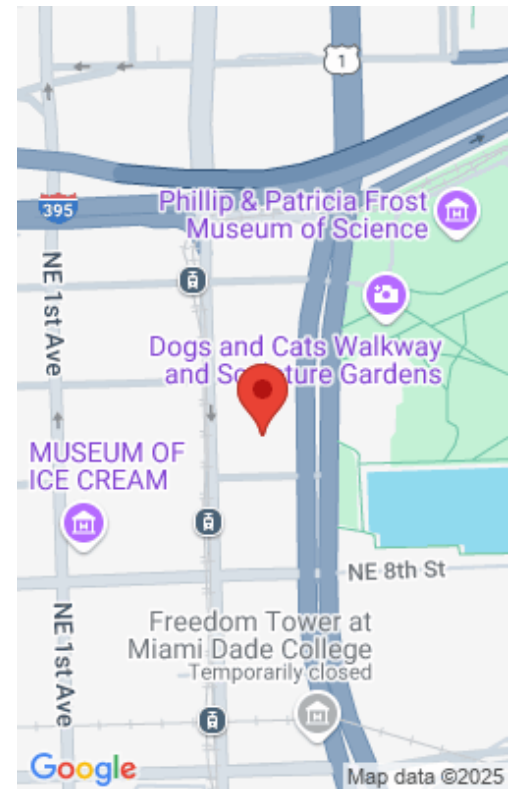 1
395
Phillip & Patricia Frost
Museum of Science
NE 1st Ave
Dogs and Cats Walkway
and Sculpture Gardens
MUSEUM OF
ICE CREAM
NE 8th St
NE 1st Ave
Freedom Tower at
Miami Dade College
Temporarily closed
Google
Map data ©2025